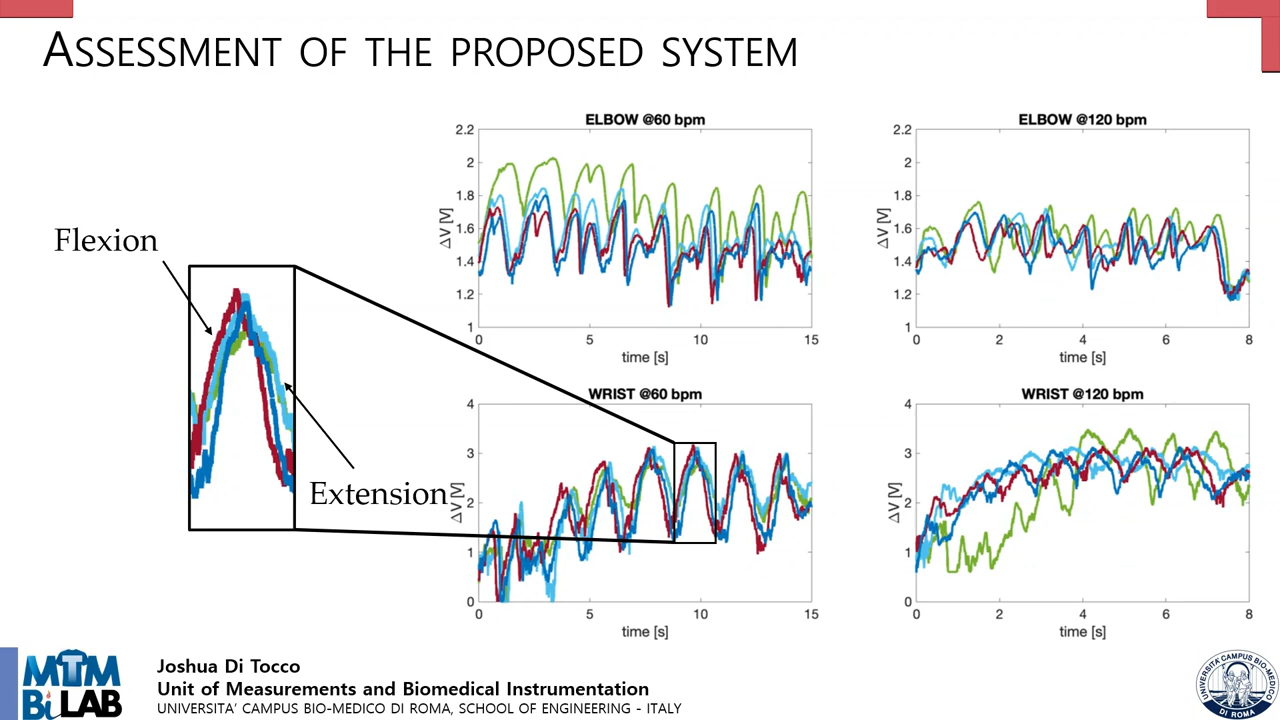 ASSESSMENT OF THE PROPOSED SYSTEM
ELBOW @60 bpm
2.2
2
1.8
1.6
1.4
1.2
1
ΔV [V]
0
5
10
15
time [s]
ELBOW @120 bpm
2.2
2
1.8
1.6
1.4
1.2
1
ΔV [V]
0
2
4
6
8
time [s]
Flexion
Extension
WRIST @60 bpm
4
3
2
1
0
ΔV [V]
0
5
10
15
time [s]
WRIST @120 bpm
4
3
2
1
0
ΔV [V]
0
2
4
6
8
time [s]
MTM
BiLAB
Joshua Di Tocco
Unit of Measurements and Biomedical Instrumentation
UNIVERSITA’ CAMPUS BIO-MEDICO DI ROMA, SCHOOL OF ENGINEERING - ITALY
UNIVERSITÀ CAMPUS BIO-MEDICO
DI ROMA